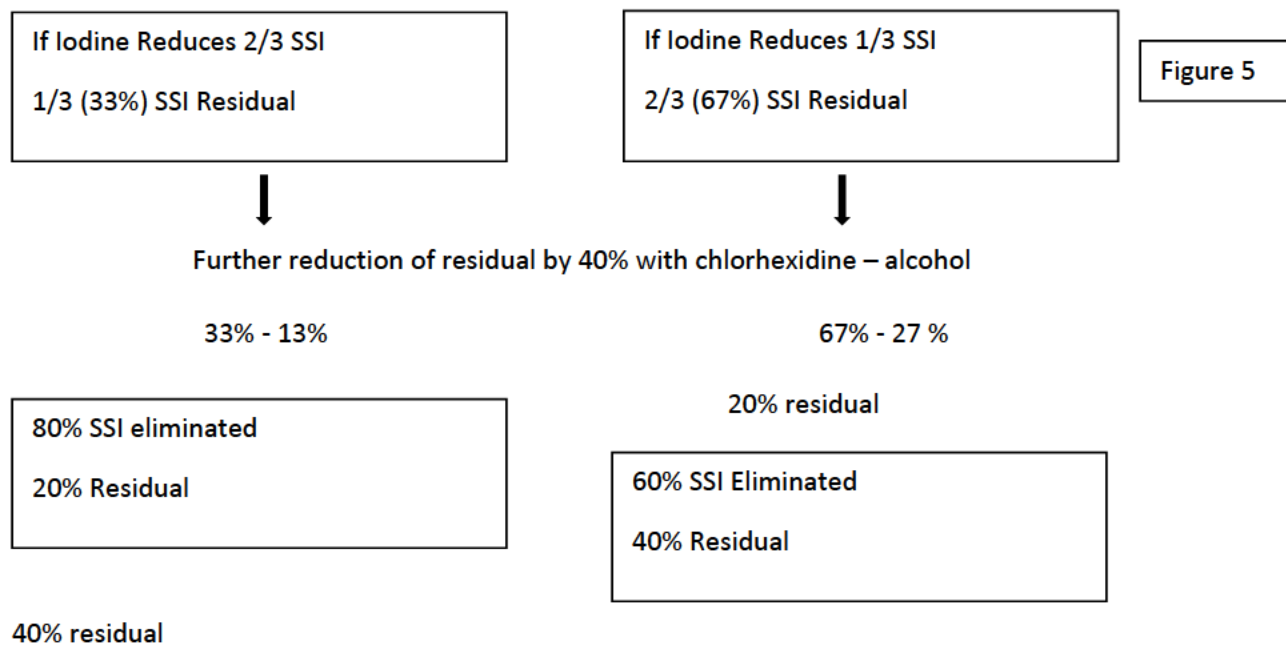 If Iodine Reduces 2/3 SSI
1/3 (33%) SSI Residual
If Iodine Reduces 1/3 SSI
2/3 (67%) SSI Residual
Figure 5
Further reduction of residual by 40% with chlorhexidine – alcohol
33% - 13%
67% - 27 %
20% residual
80% SSI eliminated
20% Residual
60% SSI Eliminated
40% Residual
40% residual